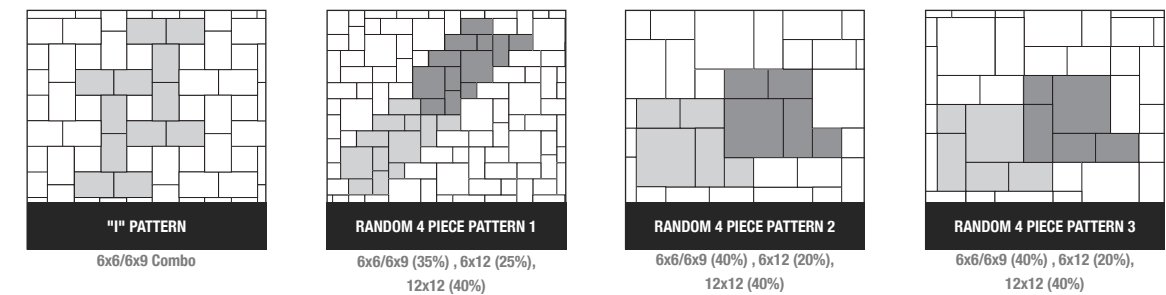 "I" PATTERN
6x6/6x9 Combo
RANDOM 4 PIECE PATTERN 1
6x6/6x9 (35%) , 6x12 (25%),
12x12 (40%)
RANDOM 4 PIECE PATTERN 2
6x6/6x9 (40%) , 6x12 (20%),
12x12 (40%)
RANDOM 4 PIECE PATTERN 3
6x6/6x9 (40%) , 6x12 (20%),
12x12 (40%)